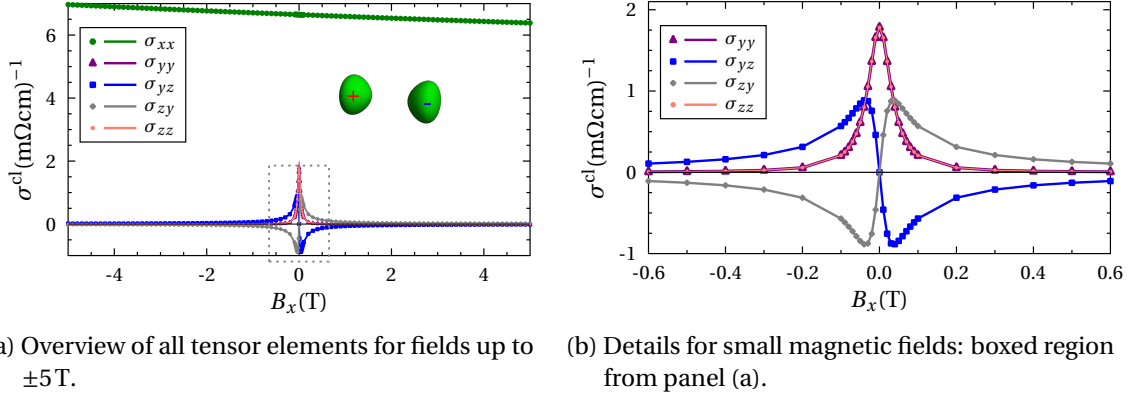 6
4
2
0
-4
-2
0
2
4
σxx
σyy
σyz
σzy
σzz
+
-
σ^cl(mΩcm)^−1
Bx(T)
2
1
0
-1
-0.6
-0.4
-0.2
0.0
0.2
0.4
0.6
σyy
σyz
σzy
σzz
σ^cl(mΩcm)^−1
Bx(T)
a) Overview of all tensor elements for fields up to
±5T.
(b) Details for small magnetic fields: boxed region
from panel (a).